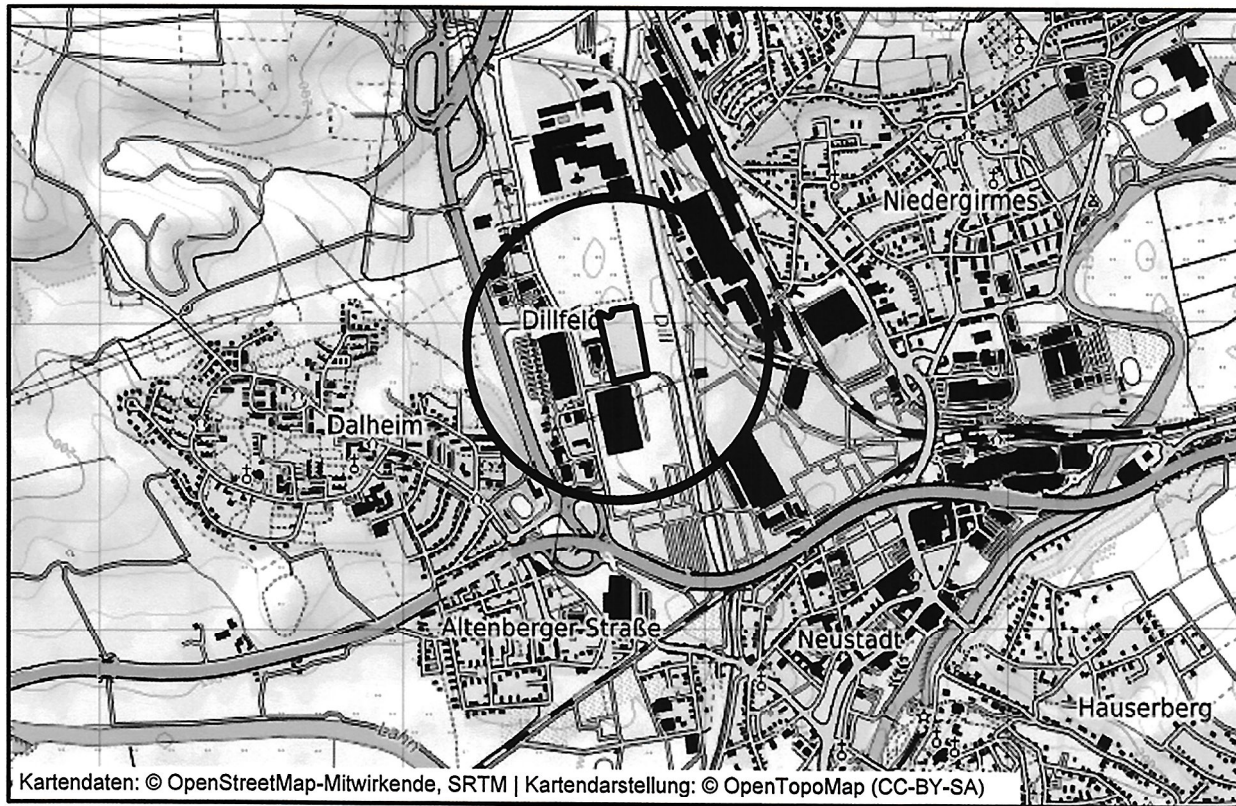 Niedergirmes
Dillfeld
Dill
Dalheim
Altenberger Straße
Neustadt
Hauserberg
Lahn
Kartendaten: © OpenStreetMap-Mitwirkende, SRTM | Kartendarstellung: © OpenTopoMap (CC-BY-SA)